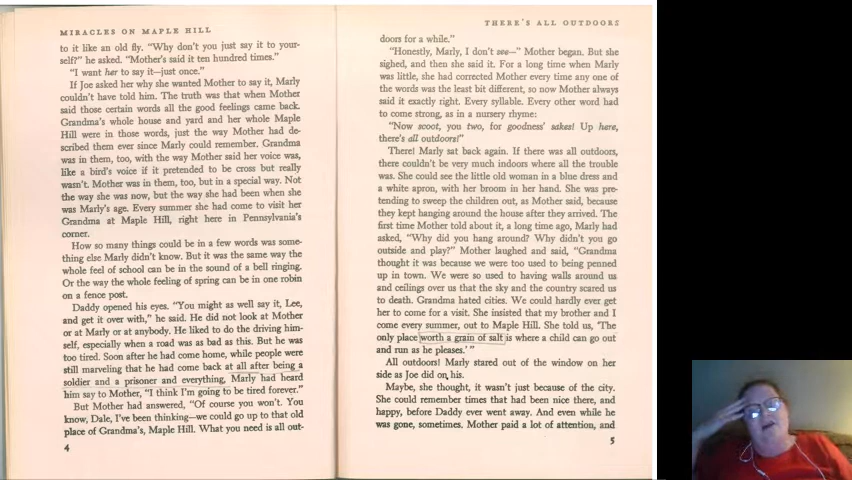 MIRACLES ON MAPLE HILL
to it like an old fly. "Why don't you just say it to your-
self?" he asked. "Mother's said it ten hundred times."
"I want her to say it—just once."
If Joe asked her why she wanted Mother to say it, Marly
couldn't have told him. The truth was that when Mother
said those certain words all the good feelings came back.
Grandma's whole house and yard and her whole Maple
Hill were in those words, just the way Mother had de-
scribed them ever since Marly could remember. Grandma
was in them, too, with the way Mother said her voice was,
like a bird's voice if it pretended to be cross but really
wasn't. Mother was in them, too, but in a special way. Not
the way she was now, but the way she had been when she
was Marly's age. Every summer she had come to visit her
Grandma at Maple Hill, right here in Pennsylvania's
corner.
How so many things could be in a few words was some-
thing else Marly didn't know. But it was the same way the
whole feel of school can be in the sound of a bell ringing.
Or the way the whole feeling of spring can be in one robin
on a fence post.
Daddy opened his eyes. "You might as well say it, Lee,
and get it over with," he said. He did not look at Mother
or at Marly or at anybody. He liked to do the driving him-
self, especially when a road was as bad as this. But he was
too tired. Soon after he had come home, while people were
still marveling that he had come back at all after being a
soldier and a prisoner and everything, Marly had heard
him say to Mother, "I think I'm going to be tired forever."
But Mother had answered, "Of course you won't. You
know, Dale, I've been thinking—we could go up to that old
place of Grandma's, Maple Hill. What you need is all out-
4
THERE'S ALL OUTDOORS
doors for a while."
"Honestly, Marly, I don't see—" Mother began. But she
sighed, and then she said it. For a long time when Marly
was little, she had corrected Mother every time any one of
the words was the least bit different, so now Mother always
said it exactly right. Every syllable. Every other word had
to come strong, as in a nursery rhyme:
"Now scoot, you two, for goodness' sakes! Up here,
there's all outdoors!"
There! Marly sat back again. If there was all outdoors,
there couldn't be very much indoors where all the trouble
was. She could see the little old woman in a blue dress and
a white apron, with her broom in her hand. She was pre-
tending to sweep the children out, as Mother said, because
they kept hanging around the house after they arrived. The
first time Mother told about it, a long time ago, Marly had
asked, "Why did you hang around? Why didn't you go
outside and play?" Mother laughed and said, "Grandma
thought it was because we were too used to being penned
up in town. We were so used to having walls around us
and ceilings over us that the sky and the country scared us
to death. Grandma hated cities. We could hardly ever get
her to come for a visit. She insisted that my brother and I
come every summer, out to Maple Hill. She told us, 'The
only place worth a grain of salt is where a child can go out
and run as he pleases.' "
All outdoors! Marly stared out of the window on her
side as Joe did on his.
Maybe, she thought, it wasn't just because of the city.
She could remember times that had been nice there, and
happy, before Daddy ever went away. And even while he
was gone, sometimes. Mother paid a lot of attention, and
5